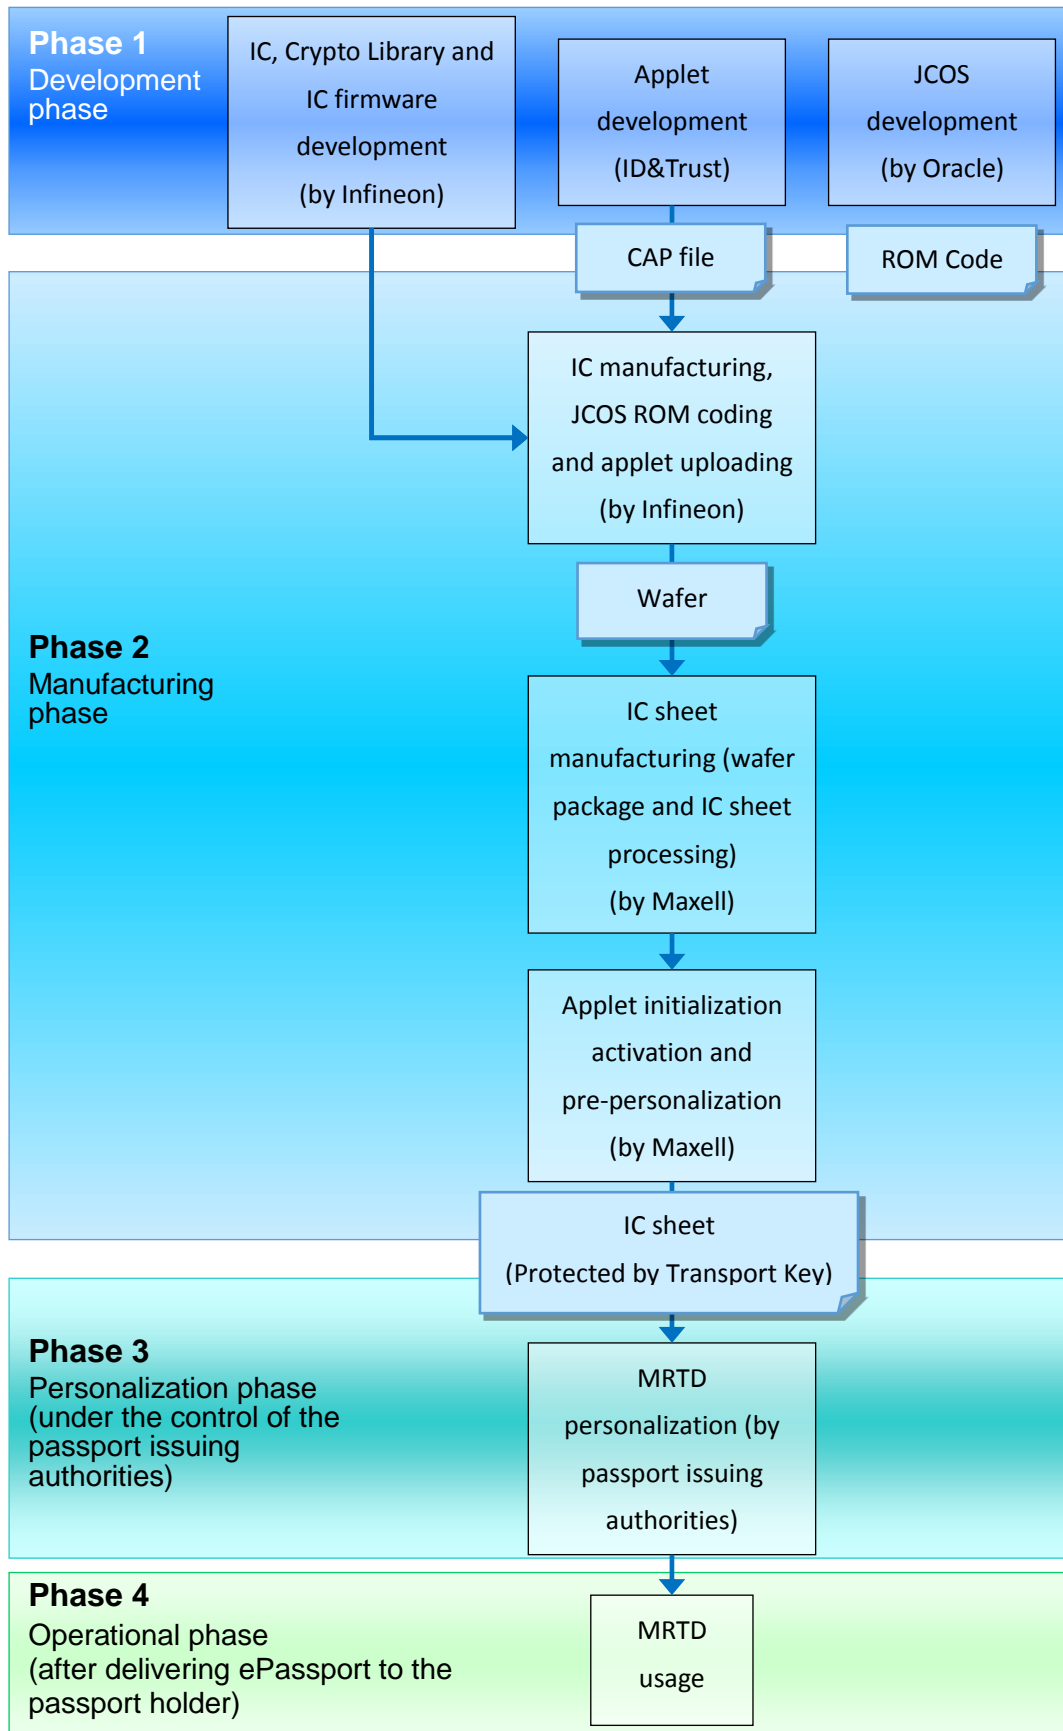 Phase 1
Development
phase
IC, Crypto Library and
IC firmware
development
(by Infineon)
Applet
development
(ID&Trust)
JCOS
development
(by Oracle)
CAP file
ROM Code
IC manufacturing,
JCOS ROM coding
and applet uploading
(by Infineon)
Wafer
Phase 2
Manufacturing
phase
IC sheet
manufacturing (wafer
package and IC sheet
processing)
(by Maxell)
Applet initialization
activation and
pre-personalization
(by Maxell)
IC sheet
(Protected by Transport Key)
Phase 3
Personalization phase
(under the control of the
passport issuing
authorities)
MRTD
personalization (by
passport issuing
authorities)
Phase 4
Operational phase
(after delivering ePassport to the
passport holder)
MRTD
usage